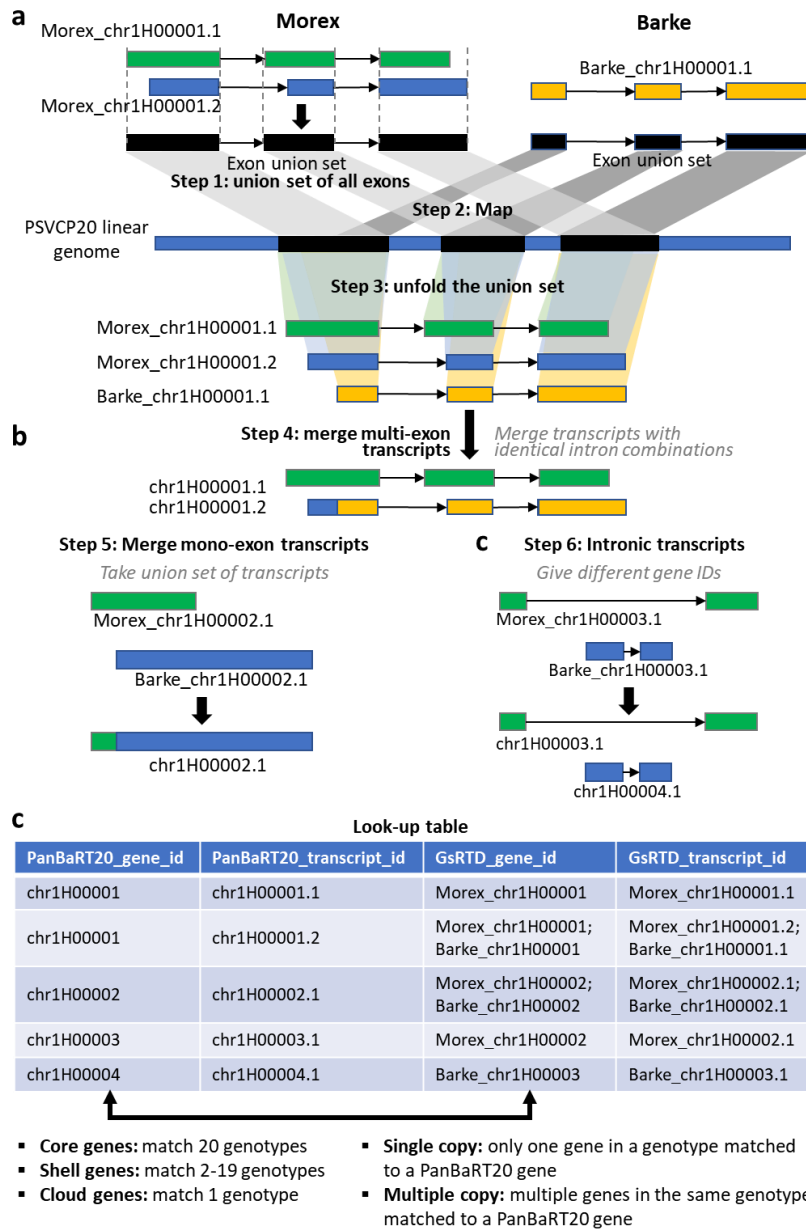 a
Morex
Barke
Morex_chr1H00001.1
Barke_chr1H00001.1
Morex_chr1H00001.2
Exon union set
Exon union set
Step 1: union set of all exons
Step 2: Map
PSVCP20 linear
genome
Step 3: unfold the union set
Morex_chr1H00001.1
Morex_chr1H00001.2
Barke_chr1H00001.1
b
Step 4: merge multi-exon
transcripts
Merge transcripts with
identical intron combinations
chr1H00001.1
chr1H00001.2
Step 5: Merge mono-exon transcripts
Take union set of transcripts
Morex_chr1H00002.1
Barke_chr1H00002.1
chr1H00002.1
c
Step 6: Intronic transcripts
Give different gene IDs
Morex_chr1H00003.1
Barke_chr1H00003.1
chr1H00003.1
chr1H00004.1
c
Look-up table
PanBaRT20_gene_id PanBaRT20_transcript_id GsRTD_gene_id GsRTD_transcript_id
chr1H00001 chr1H00001.1 Morex_chr1H00001 Morex_chr1H00001.1
chr1H00001 chr1H00001.2 Morex_chr1H00001; Morex_chr1H00001.2;
Barke_chr1H00001 Barke_chr1H00001.1
chr1H00002 chr1H00002.1 Morex_chr1H00002; Morex_chr1H00002.1;
Barke_chr1H00002 Barke_chr1H00002.1
chr1H00003 chr1H00003.1 Morex_chr1H00002 Morex_chr1H00002.1
chr1H00004 chr1H00004.1 Barke_chr1H00003 Barke_chr1H00003.1
▪ Core genes: match 20 genotypes
▪ Shell genes: match 2-19 genotypes
▪ Cloud genes: match 1 genotype
▪ Single copy: only one gene in a genotype matched
to a PanBaRT20 gene
▪ Multiple copy: multiple genes in the same genotype
matched to a PanBaRT20 gene